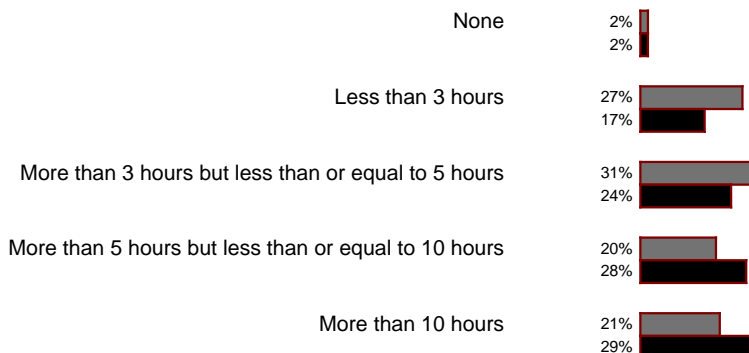 None
2%
2%
Less than 3 hours
27%
17%
More than 3 hours but less than or equal to 5 hours
31%
24%
More than 5 hours but less than or equal to 10 hours
20%
28%
More than 10 hours
21%
29%